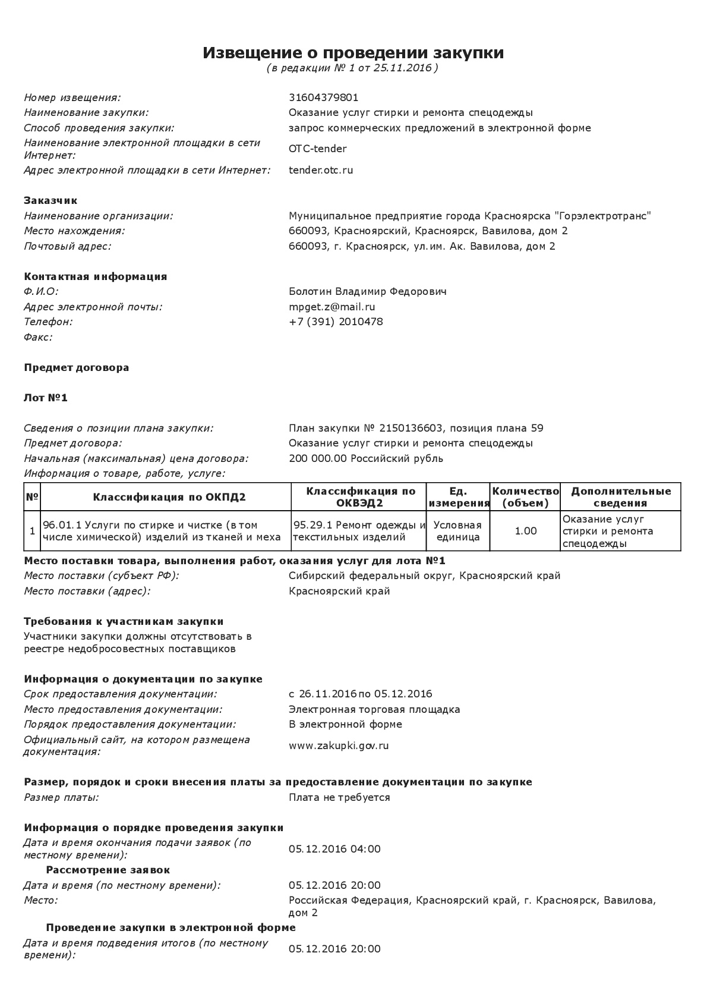 Извещение о проведении закупки
(в редакции № 1 от 25.11.2016)
Номер извещения: 31604379801
Наименование закупки: Оказание услуг стирки и ремонта спецодежды
Способ проведения закупки: запрос коммерческих предложений в электронной форме
Наименование электронной площадки в сети
Интернет:
OTC-tender
Адрес электронной площадки в сети Интернет: tender.otc.ru
Заказчик
Наименование организации: Муниципальное предприятие города Красноярска "Горэлектротранс"
Место нахождения: 660093, Красноярский, Красноярск, Вавилова, дом 2
Почтовый адрес: 660093, г. Красноярск, ул.им. Ак. Вавилова, дом 2
Контактная информация
Ф.И.О: Болотин Владимир Федорович
Адрес электронной почты: mpget.z@mail.ru
Телефон: +7 (391) 2010478
Факс:
Предмет договора
Лот №1
Сведения о позиции плана закупки: План закупки № 2150136603, позиция плана 59
Предмет договора: Оказание услуг стирки и ремонта спецодежды
Начальная (максимальная) цена договора: 200 000.00 Российский рубль
Информация о товаре, работе, услуге:
№
Классификация по ОКПД2
Классификация по
ОКВЭД2
Ед.
измерения
Количество
(объем)
Дополнительные
сведения
1
96.01.1 Услуги по стирке и чистке (в том
числе химической) изделий из тканей и меха
95.29.1 Ремонт одежды и
текстильных изделий
Условная
единица
1.00
Оказание услуг
стирки и ремонта
спецодежды
Место поставки товара, выполнения работ, оказания услуг для лота №1
Место поставки (субъект РФ): Сибирский федеральный округ, Красноярский край
Место поставки (адрес): Красноярский край
Требования к участникам закупки
Участники закупки должны отсутствовать в
реестре недобросовестных поставщиков
Информация о документации по закупке
Срок предоставления документации: с 26.11.2016 по 05.12.2016
Место предоставления документации: Электронная торговая площадка
Порядок предоставления документации: В электронной форме
Официальный сайт, на котором размещена
документация:
www.zakupki.gov.ru
Размер, порядок и сроки внесения платы за предоставление документации по закупке
Размер платы: Плата не требуется
Информация о порядке проведения закупки
Дата и время окончания подачи заявок (по
местному времени):
05.12.2016 04:00
Рассмотрение заявок
Дата и время (по местному времени): 05.12.2016 20:00
Место: Российская Федерация, Красноярский край, г. Красноярск, Вавилова,
дом 2
Проведение закупки в электронной форме
Дата и время подведения итогов (по местному
времени):
05.12.2016 20:00